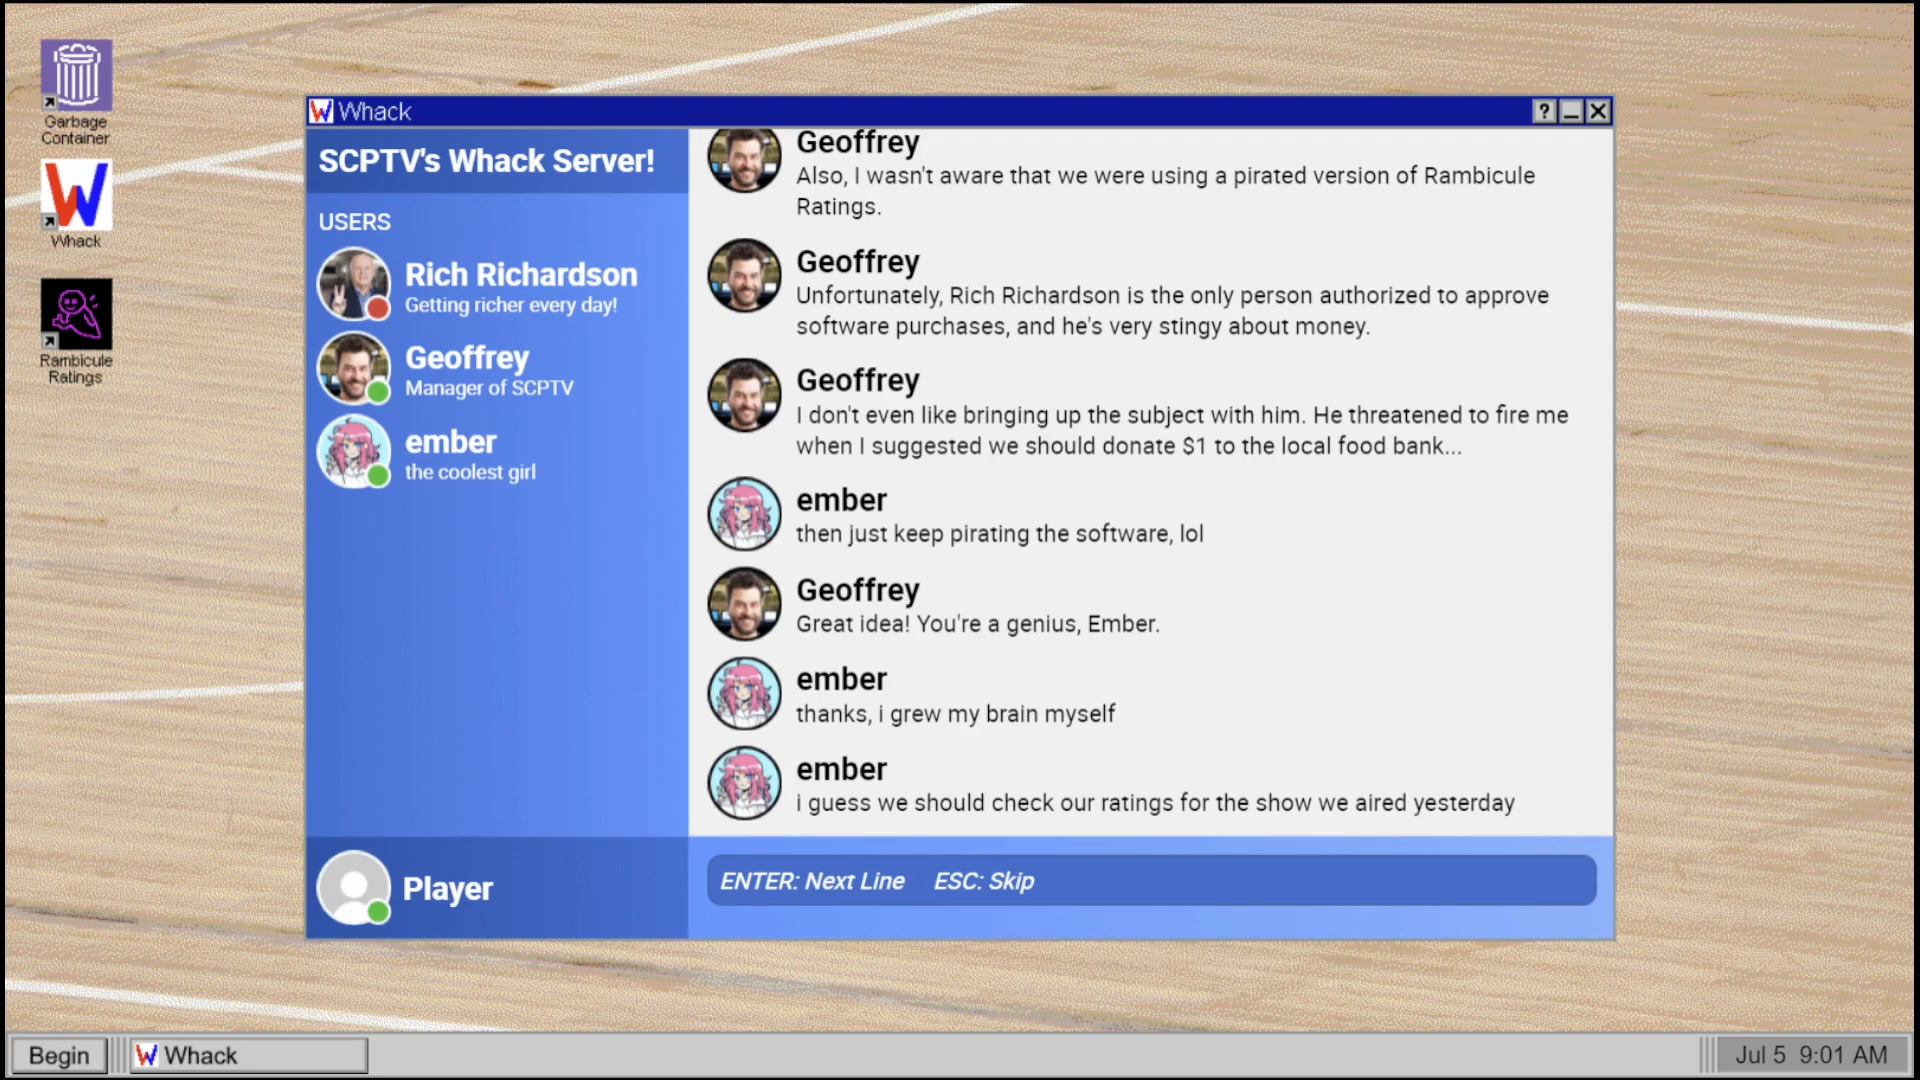 Garbage
Container
Whack
Rambicule
Ratings
Whack
SCPTV's Whack Server!
USERS
Rich Richardson
Getting richer every day!
Geoffrey
Manager of SCPTV
ember
the coolest girl
Player
Geoffrey
Also, I wasn't aware that we were using a pirated version of Rambicule
Ratings.
Geoffrey
Unfortunately, Rich Richardson is the only person authorized to approve
software purchases, and he's very stingy about money.
Geoffrey
I don't even like bringing up the subject with him. He threatened to fire me
when I suggested we should donate $1 to the local food bank...
ember
then just keep pirating the software, lol
Geoffrey
Great idea! You're a genius, Ember.
ember
thanks, i grew my brain myself
ember
i guess we should check our ratings for the show we aired yesterday
ENTER: Next Line ESC: Skip
Begin
Whack
Jul 5 9:01 AM